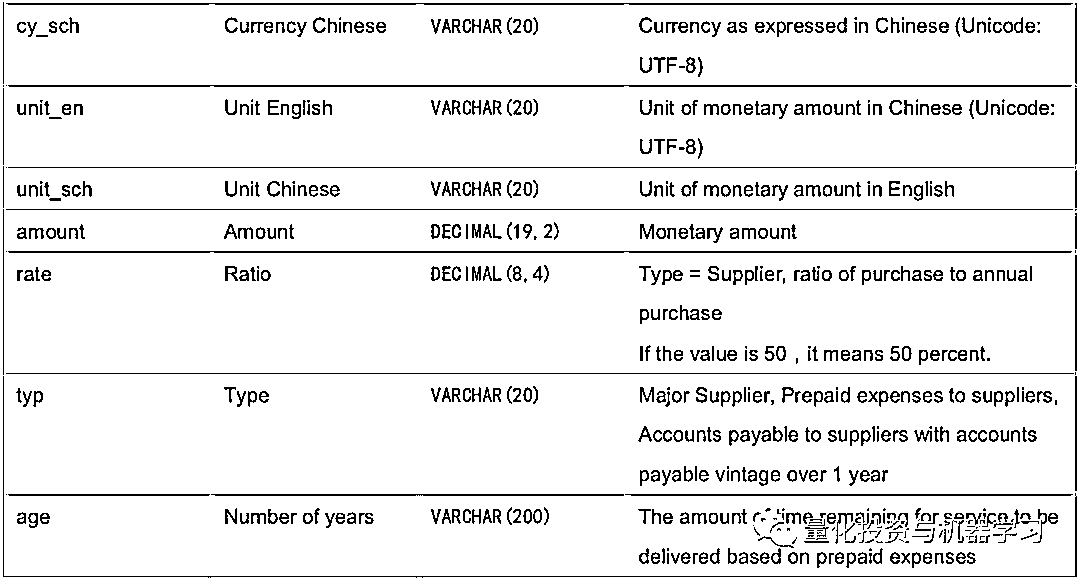 cy_sch Currency Chinese VARCHAR(20) Currency as expressed in Chinese (Unicode:
UTF-8)
unit_en Unit English VARCHAR(20) Unit of monetary amount in Chinese (Unicode:
UTF-8)
unit_sch Unit Chinese VARCHAR(20) Unit of monetary amount in English
amount Amount DECIMAL(19,2) Monetary amount
rate Ratio DECIMAL(8,4) Type = Supplier, ratio of purchase to annual
purchase
If the value is 50 , it means 50 percent.
typ Type VARCHAR(20) Major Supplier, Prepaid expenses to suppliers,
Accounts payable to suppliers with accounts
payable vintage over 1 year
age Number of years VARCHAR(200) The amount of time remaining for service to be
量化投资与机器学习
delivered based on prepaid expenses